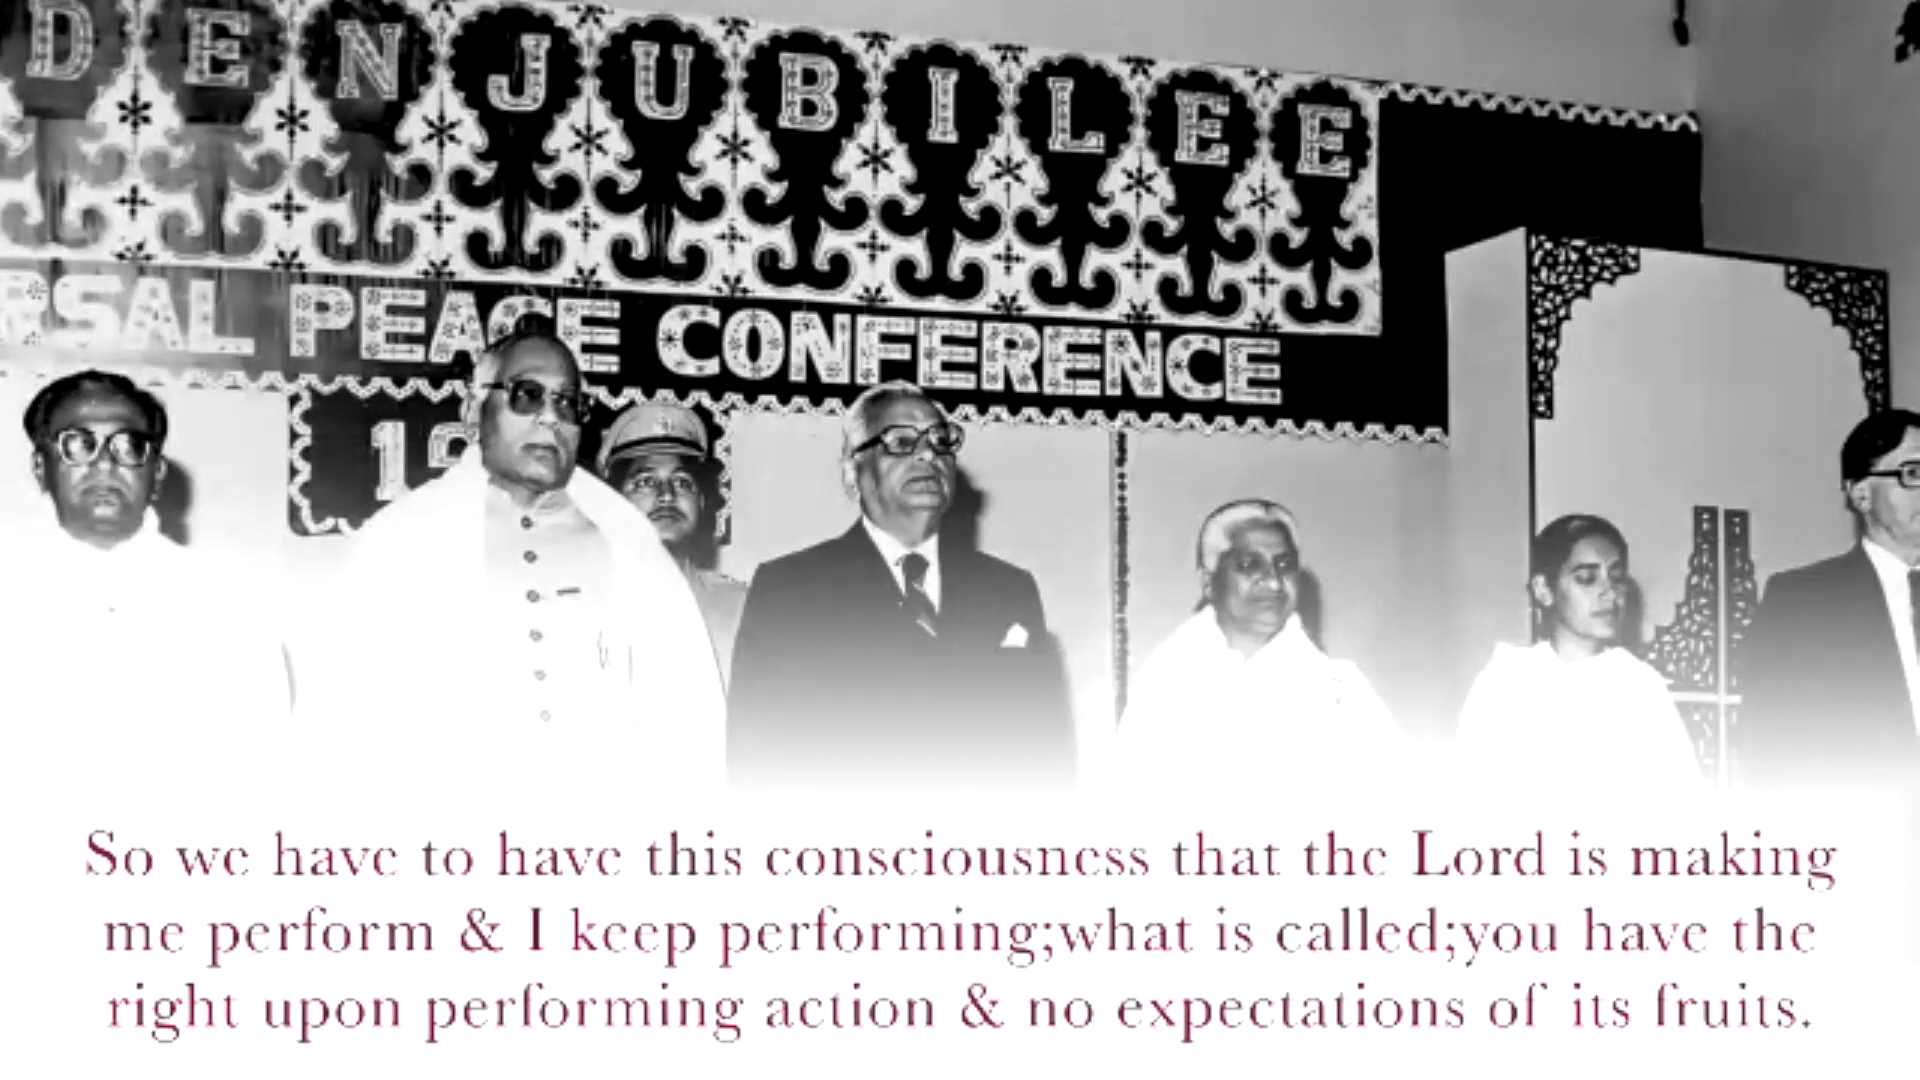 DEN JUBILEE
RSAL PEACE CONFERENCE
19
So we have to have this consciousness that the Lord is making
me perform & I keep performing;what is called;you have the
right upon performing action & no expectations of its fruits.